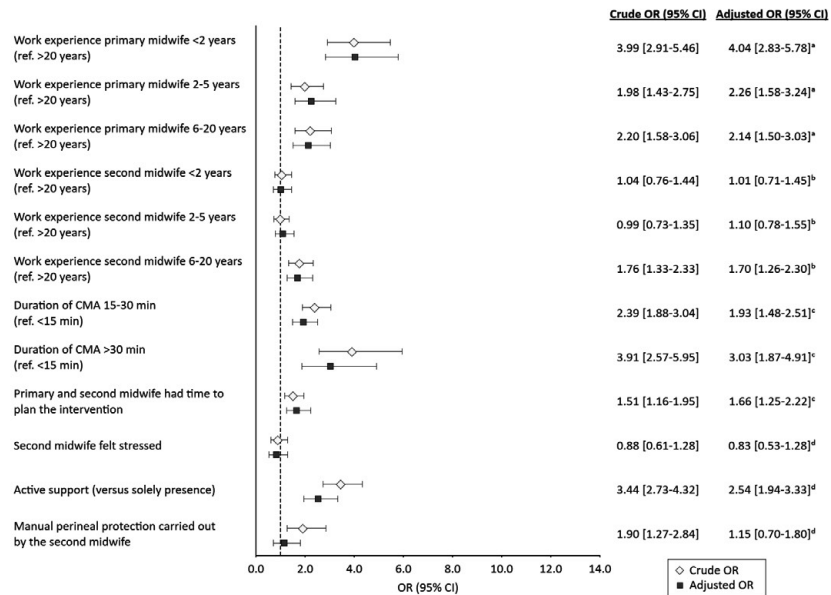 Crude OR (95% CI) Adjusted OR (95% CI)
Work experience primary midwife <2 years
(ref. >20 years)
3.99 [2.91-5.46] 4.04 [2.83-5.78]ᵃ
Work experience primary midwife 2-5 years
(ref. >20 years)
1.98 [1.43-2.75] 2.26 [1.58-3.24]ᵃ
Work experience primary midwife 6-20 years
(ref. >20 years)
2.20 [1.58-3.06] 2.14 [1.50-3.03]ᵃ
Work experience second midwife <2 years
(ref. >20 years)
1.04 [0.76-1.44] 1.01 [0.71-1.45]ᵇ
Work experience second midwife 2-5 years
(ref. >20 years)
0.99 [0.73-1.35] 1.10 [0.78-1.55]ᵇ
Work experience second midwife 6-20 years
(ref. >20 years)
1.76 [1.33-2.33] 1.70 [1.26-2.30]ᵇ
Duration of CMA 15-30 min
(ref. <15 min)
2.39 [1.88-3.04] 1.93 [1.48-2.51]ᶜ
Duration of CMA >30 min
(ref. <15 min)
3.91 [2.57-5.95] 3.03 [1.87-4.91]ᶜ
Primary and second midwife had time to
plan the intervention
1.51 [1.16-1.95] 1.66 [1.25-2.22]ᶜ
Second midwife felt stressed
0.88 [0.61-1.28] 0.83 [0.53-1.28]ᵈ
Active support (versus solely presence)
3.44 [2.73-4.32] 2.54 [1.94-3.33]ᵈ
Manual perineal protection carried out
by the second midwife
1.90 [1.27-2.84] 1.15 [0.70-1.80]ᵈ
0.0 2.0 4.0 6.0 8.0 10.0 12.0 14.0
OR (95% CI)
Crude OR
Adjusted OR